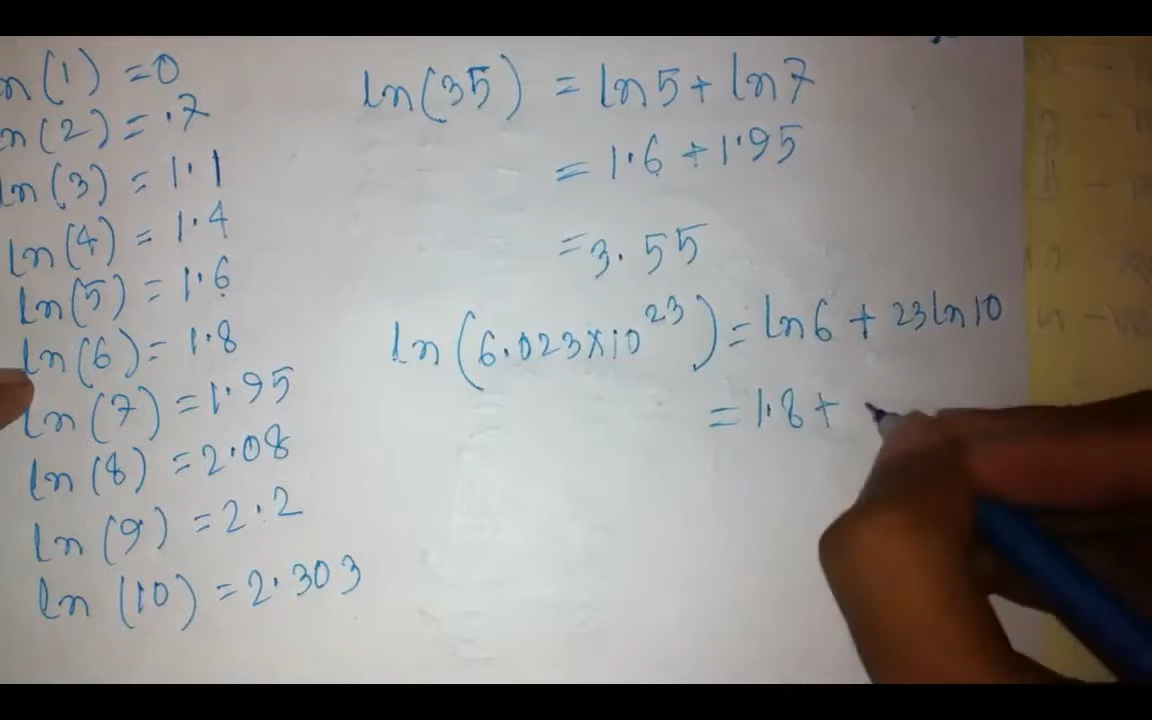 n(1) = 0
n(2) = .7
ln(3) = 1.1
ln(4) = 1.4
ln(5) = 1.6
ln(6) = 1.8
ln(7) = 1.95
ln(8) = 2.08
ln(9) = 2.2
ln(10) = 2.303
ln(35) = ln5 + ln7
= 1.6 + 1.95
= 3.55
ln(6.023×10²³) = ln6 + 23ln10
= 1.8 +